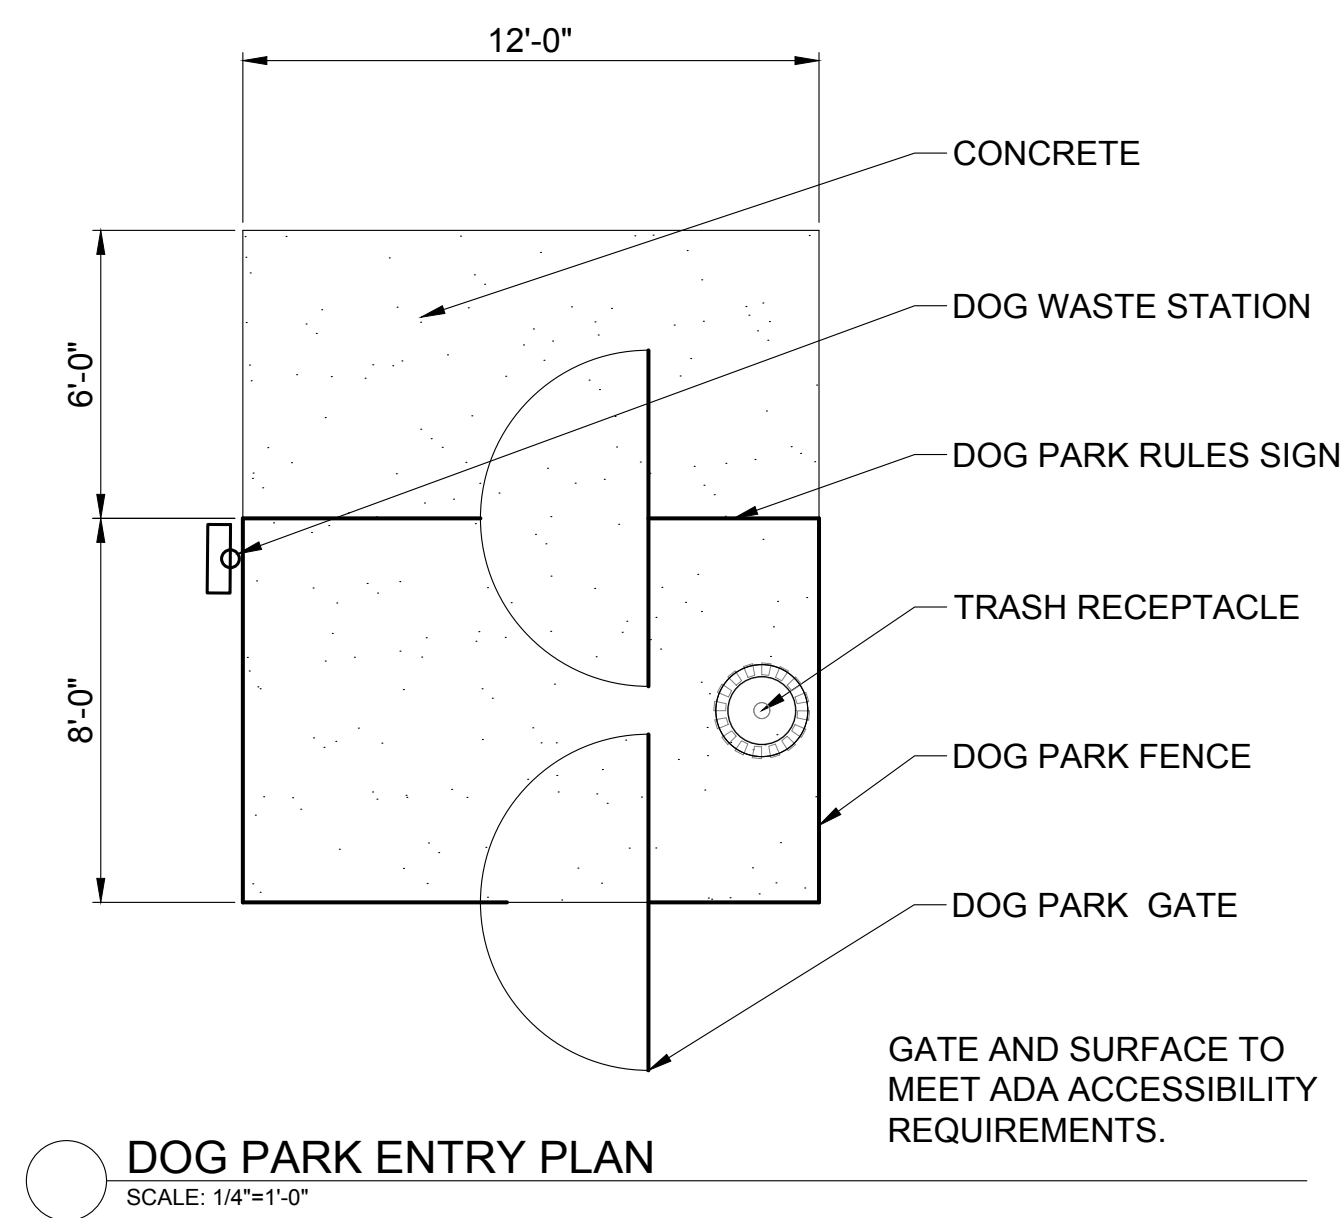 12'-0"
CONCRETE
DOG WASTE STATION
6'-0"
DOG PARK RULES SIGN
TRASH RECEPTACLE
8'-0"
DOG PARK FENCE
DOG PARK  GATE
GATE AND SURFACE TO
MEET ADA ACCESSIBILITY
REQUIREMENTS.
DOG PARK ENTRY PLAN
SCALE: 1/4"=1'-0"